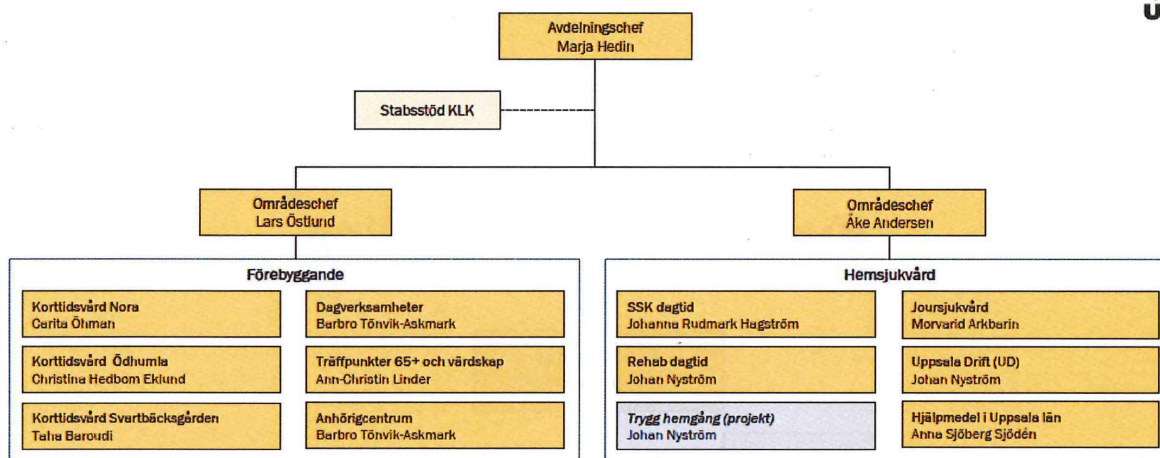 Avdelningschef
Marja Hedin
Stabsstöd KLK
Områdeschef
Lars Östlund
Områdeschef
Åke Andersen
Förebyggande
Korttidsvård Nora
Carita Öhman
Korttidsvård Ödhumla
Christina Hedbom Eklund
Korttidsvård Svartbäcksgården
Taha Baroudi
Dagverksamheter
Barbro Tönvik-Askmark
Träffpunkter 65+ och värdskap
Ann-Christin Linder
Anhörigcentrum
Barbro Tönvik-Askmark
Hemsjukvård
SSK dagtid
Johanna Rudmark Hagström
Rehab dagtid
Johan Nyström
Trygg hemgång (projekt)
Johan Nyström
Joursjukvård
Morvarid Arkbarin
Uppsala Drift (UD)
Johan Nyström
Hjälpmedel i Uppsala län
Anna Sjöberg Sjödén